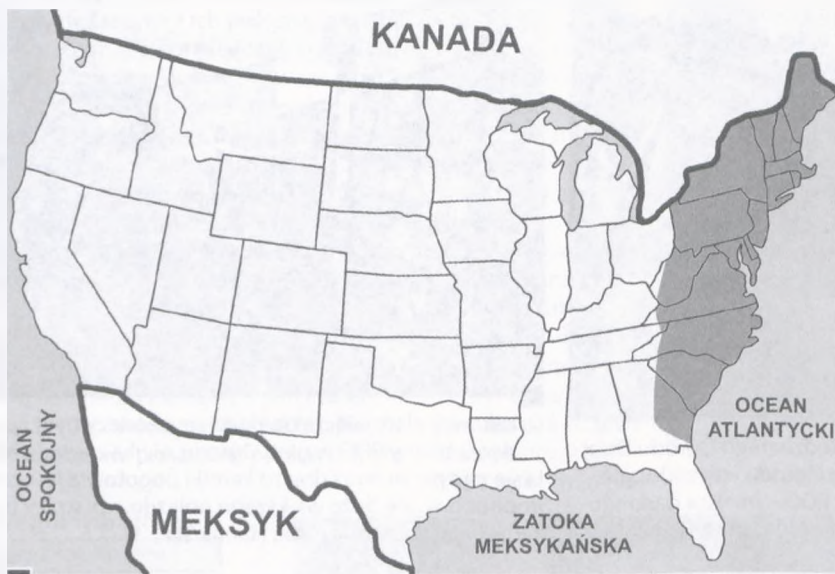 KANADA
OCEAN
SPOKOJNY
MEKSYK
ZATOKA
MEKSYKAŃSKA
OCEAN
ATLANTYCKI